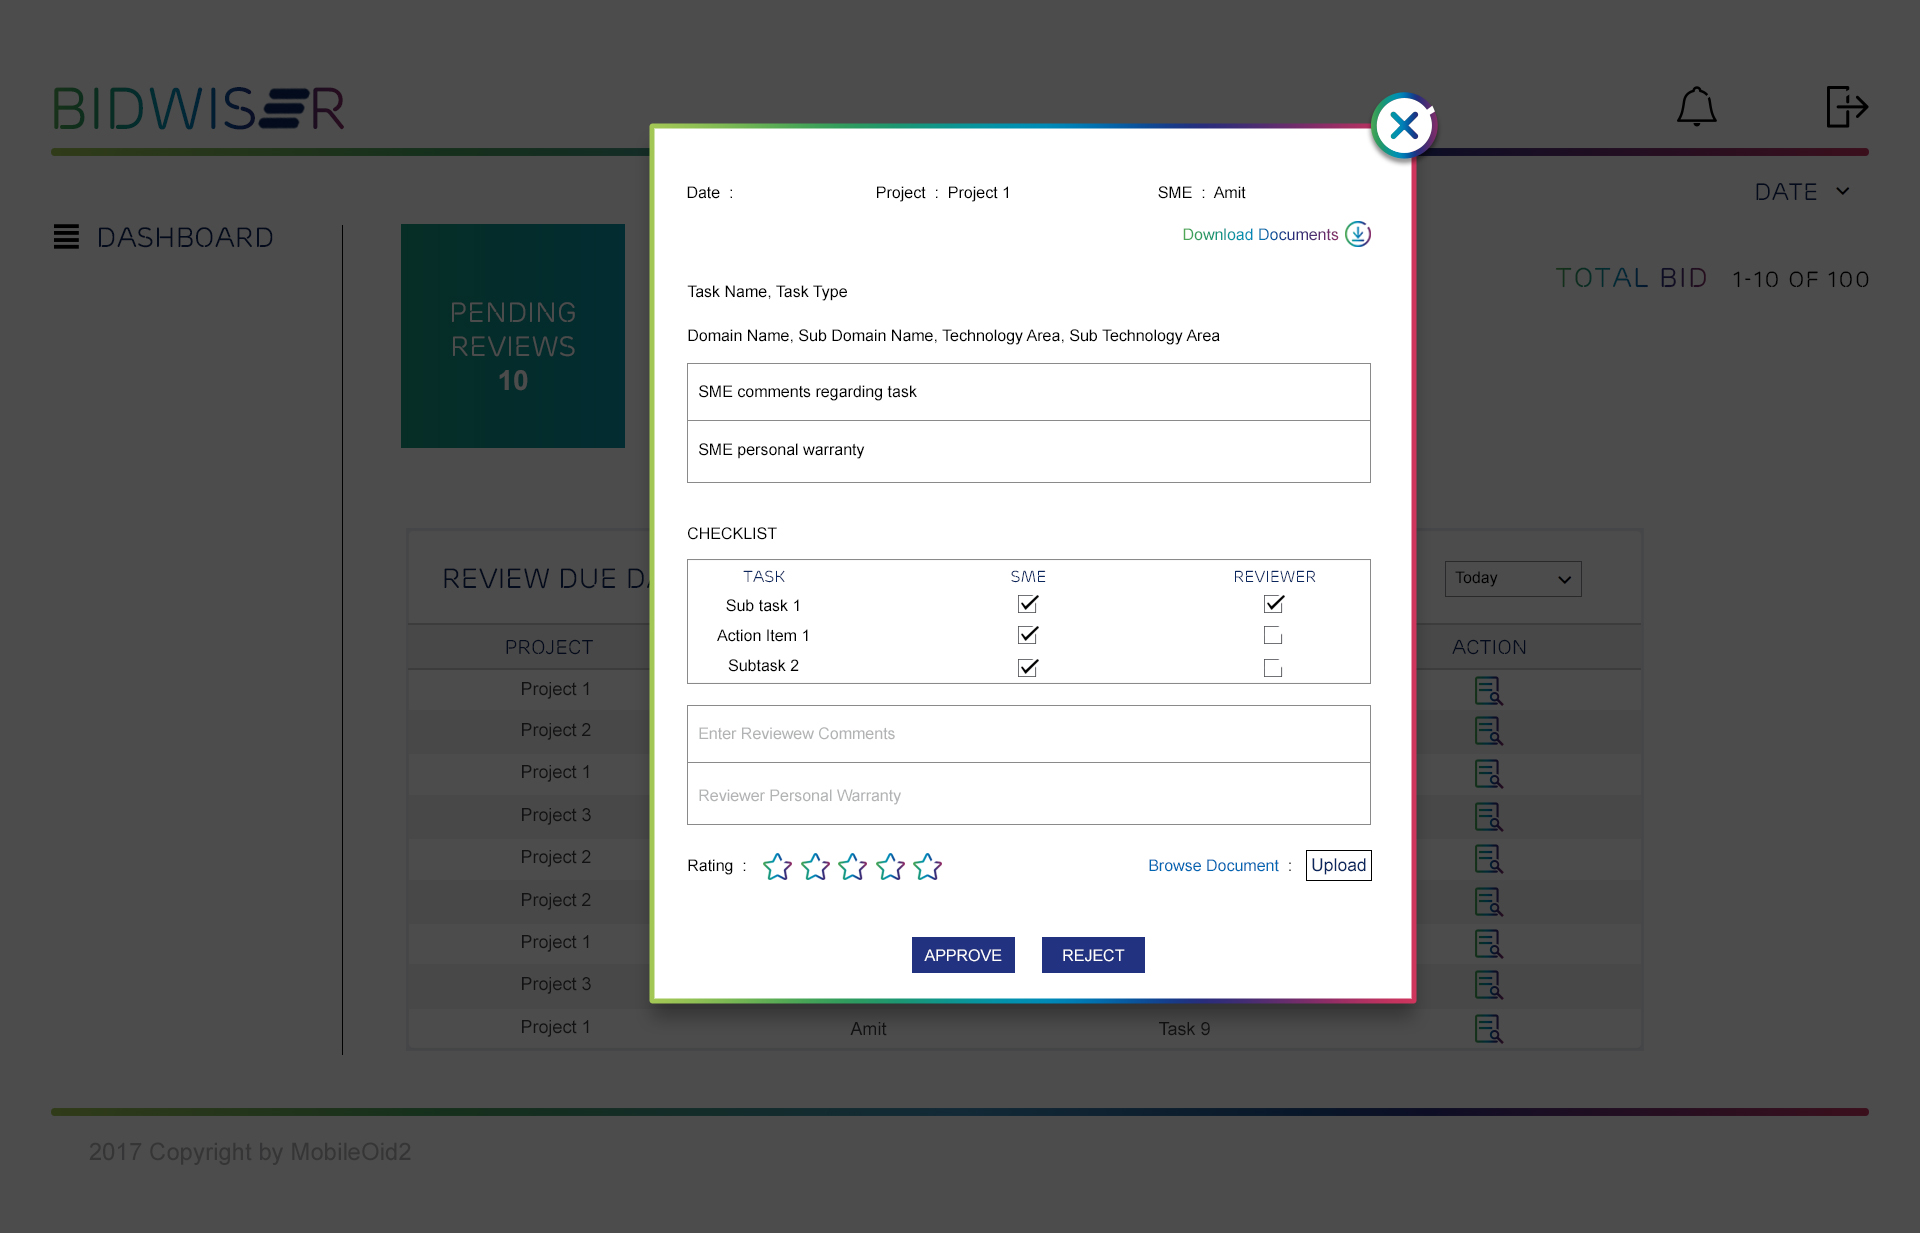 BIDWISER
DATE
DASHBOARD
TOTAL BID 1-10 OF 100
PENDING
REVIEWS
10
Date :
Project : Project 1
SME : Amit
Download Documents
Task Name, Task Type
Domain Name, Sub Domain Name, Technology Area, Sub Technology Area
SME comments regarding task
SME personal warranty
CHECKLIST
TASK SME REVIEWER
Sub task 1
Action Item 1
Subtask 2
Enter Reviewew Comments
Reviewer Personal Warranty
Rating :
Browse Document : Upload
APPROVE REJECT
REVIEW DUE
Today
PROJECT ACTION
Project 1
Project 2
Project 1
Project 3
Project 2
Project 2
Project 1
Project 3
Project 1 Amit Task 9
2017 Copyright by MobileOid2